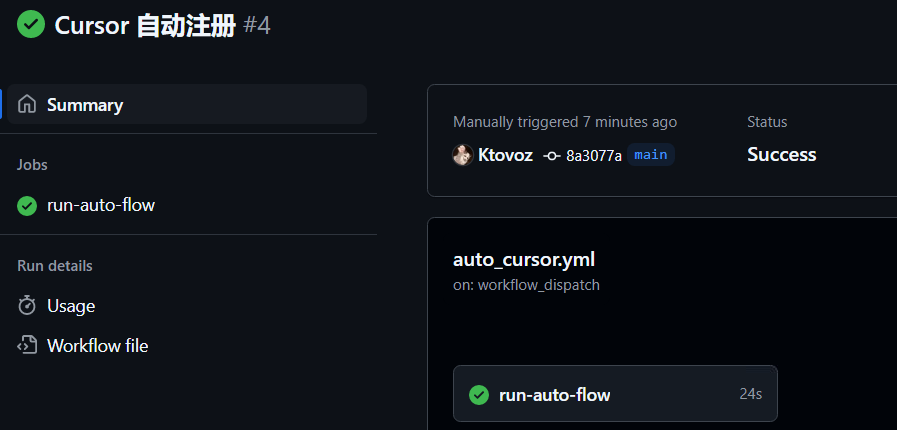 Cursor 自动注册 #4
Summary
Jobs
run-auto-flow
Run details
Usage
Workflow file
Manually triggered 7 minutes ago
Ktovoz 8a3077a main
Status
Success
auto_cursor.yml
on: workflow_dispatch
run-auto-flow 24s